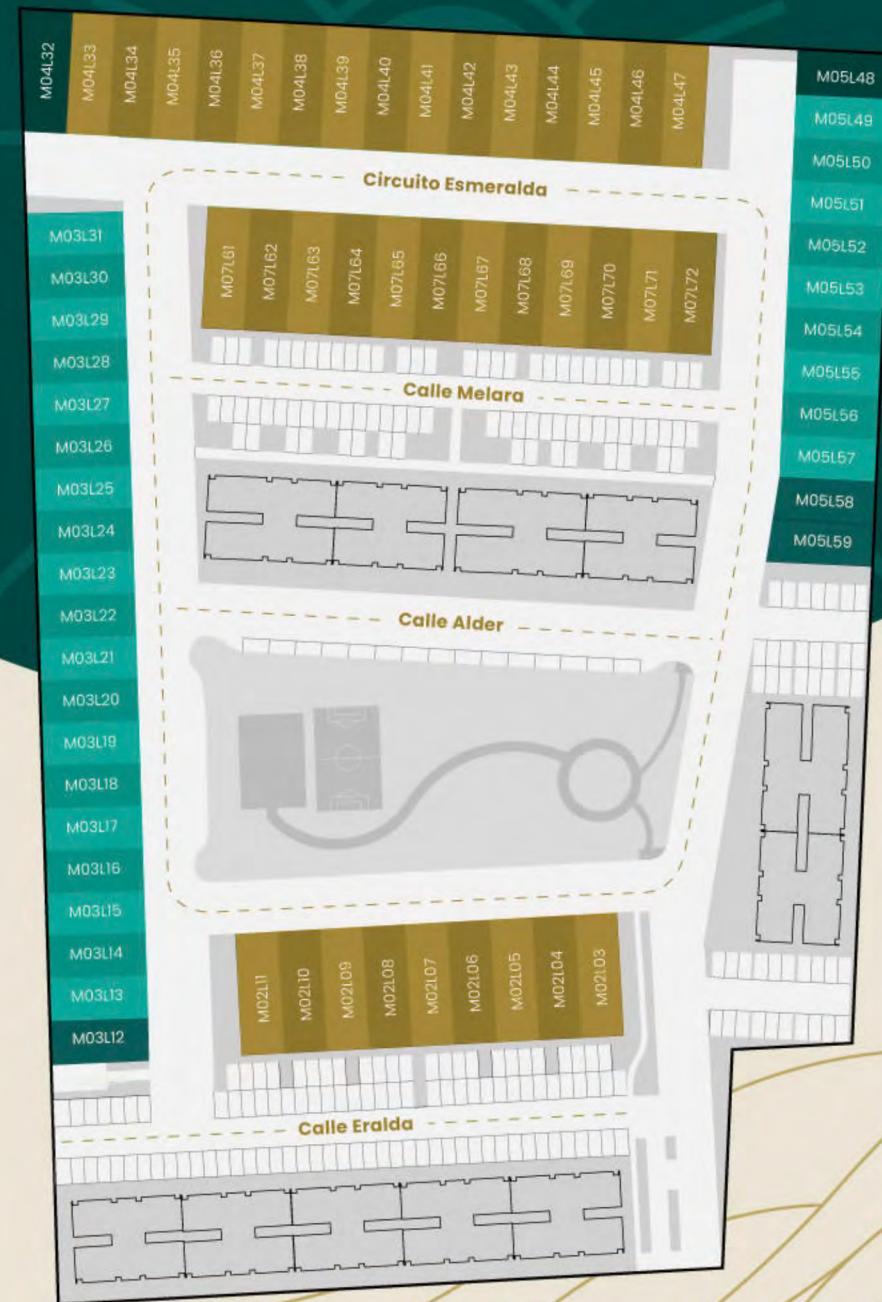 M04L32
M04L33
M04L34
M04L35
M04L36
M04L37
M04L38
M04L39
M04L40
M04L41
M04L42
M04L43
M04L44
M04L45
M04L46
M04L47
M05L48
M05L49
M05L50
M05L51
M05L52
M05L53
M05L54
M05L55
M05L56
M05L57
M05L58
M05L59
Circuito Esmeralda
M03L31
M03L30
M03L29
M03L28
M03L27
M03L26
M03L25
M03L24
M03L23
M03L22
M03L21
M03L20
M03L19
M03L18
M03L17
M03L16
M03L15
M03L14
M03L13
M03L12
M07L61
M07L62
M07L63
M07L64
M07L65
M07L66
M07L67
M07L68
M07L69
M07L70
M07L71
M07L72
Calle Melara
Calle Alder
M02L11
M02L10
M02L09
M02L08
M02L07
M02L06
M02L05
M02L04
M02L03
Calle Eralda